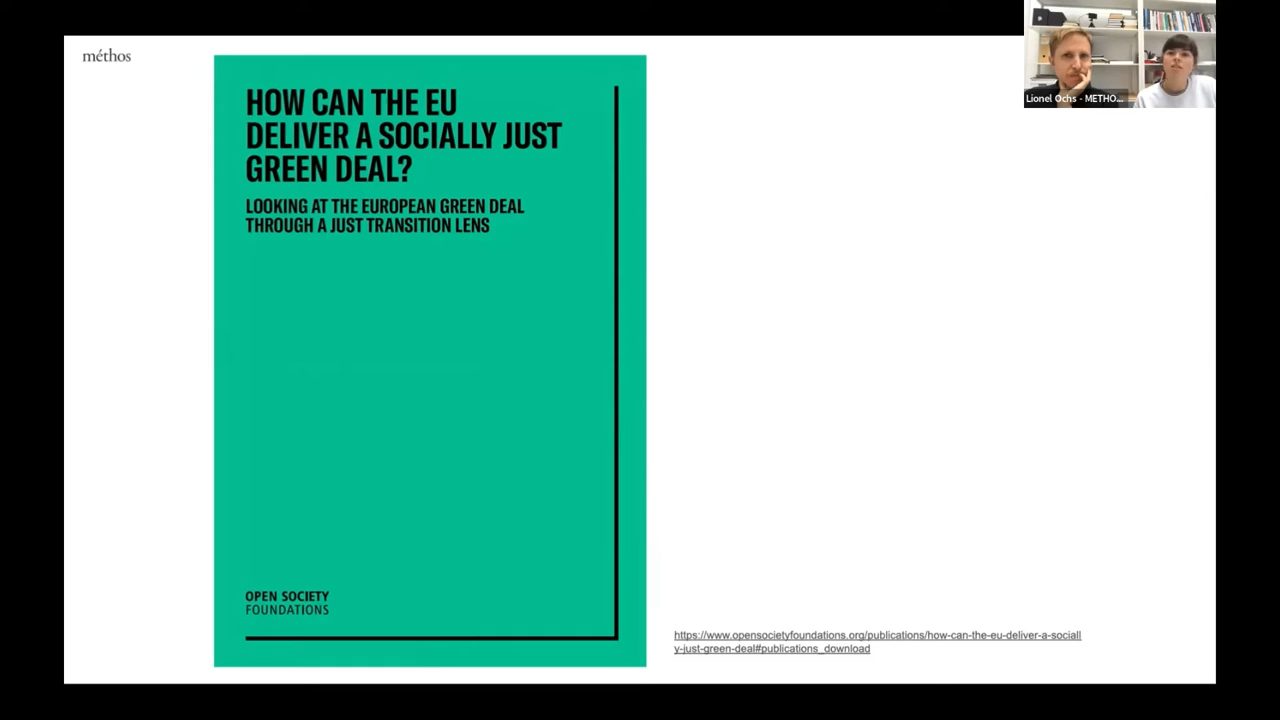 méthos
HOW CAN THE EU
DELIVER A SOCIALLY JUST
GREEN DEAL?
LOOKING AT THE EUROPEAN GREEN DEAL
THROUGH A JUST TRANSITION LENS
OPEN SOCIETY
FOUNDATIONS
https://www.opensocietyfoundations.org/publications/how-can-the-eu-deliver-a-sociall
y-just-green-deal#publications_download
Lionel Ochs - METHO...